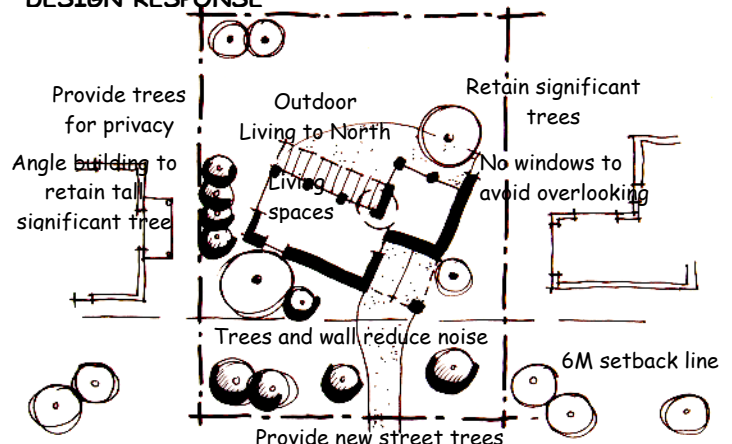 DESIGN RESPONSE
Provide trees
for privacy
Outdoor
Living to North
Retain significant
trees
Angle building to
retain tall
significant tree
Living
spaces
No windows to
avoid overlooking
Trees and wall reduce noise
6M setback line
Provide new street trees